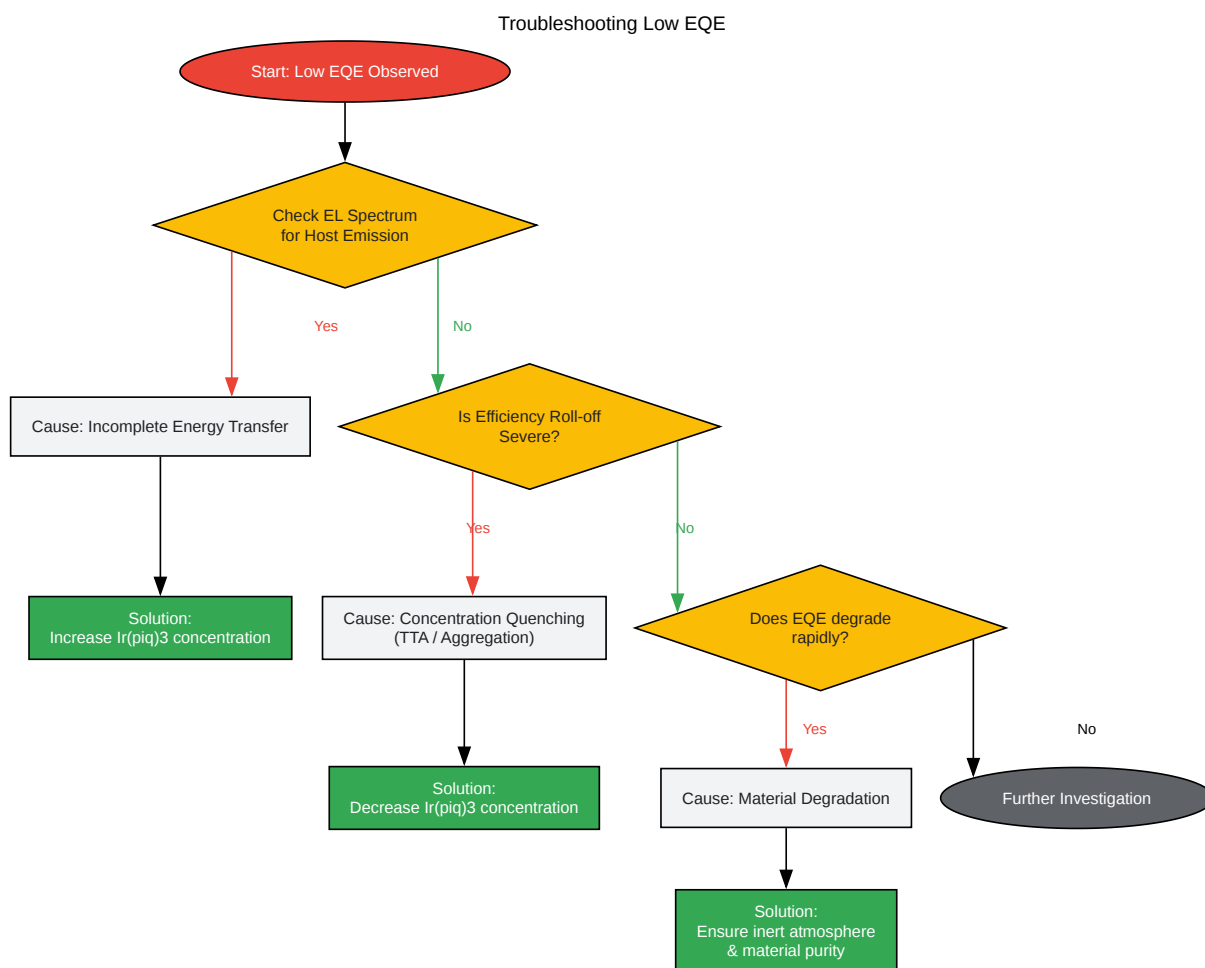 Troubleshooting Low EQE
Start: Low EQE Observed
Check EL Spectrum
for Host Emission
Yes
No
Cause: Incomplete Energy Transfer
Is Efficiency Roll-off
Severe?
Yes
No
Solution:
Increase Ir(piq)3 concentration
Cause: Concentration Quenching
(TTA / Aggregation)
Does EQE degrade
rapidly?
Yes
No
Solution:
Decrease Ir(piq)3 concentration
Cause: Material Degradation
Further Investigation
Solution:
Ensure inert atmosphere
& material purity